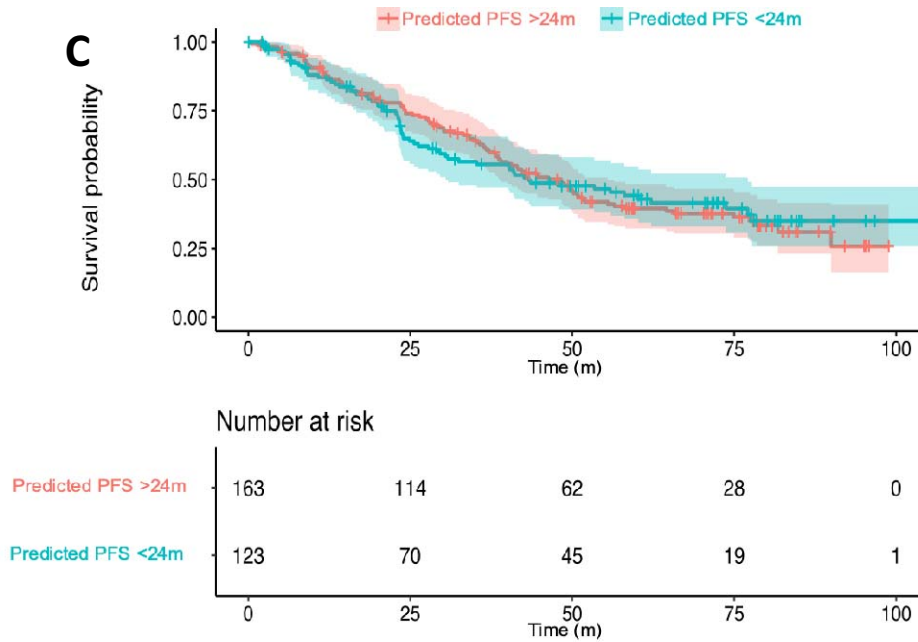 Predicted PFS >24m Predicted PFS <24m
C
Survival probability
1.00
0.75
0.50
0.25
0.00
0 25 50 75 100
Time (m)
Number at risk
Predicted PFS >24m 163 114 62 28 0
Predicted PFS <24m 123 70 45 19 1
0 25 50 75 100
Time (m)